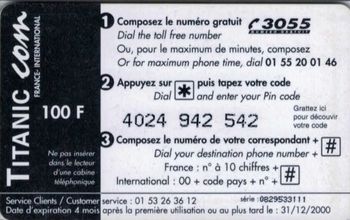 TITANIC com
FRANCE-INTERNATIONAL
100 F
Ne pas insérer
dans le lecteur
d'une cabine
téléphonique
1 Composez le numéro gratuit 3055
NUMERO GRATUIT
Dial the toll free number
Ou, pour le maximum de minutes, composez
Or for maximum phone time, dial 01 55 20 01 46
2 Appuyez sur * puis tapez votre code
Dial * and enter your Pin code
Grattez ici
pour découvrir
votre code
4024 942 542
3 Composez le numéro de votre correspondant + #
Dial your destination phone number + #
France : n° à 10 chiffres + #
International : 00 + code pays + n° + #
Service Clients / Customer service : 01 53 26 36 12
série : 0829533111
Date d'expiration 4 mois après la première utilisation ou au plus tard le : 31/12/2000